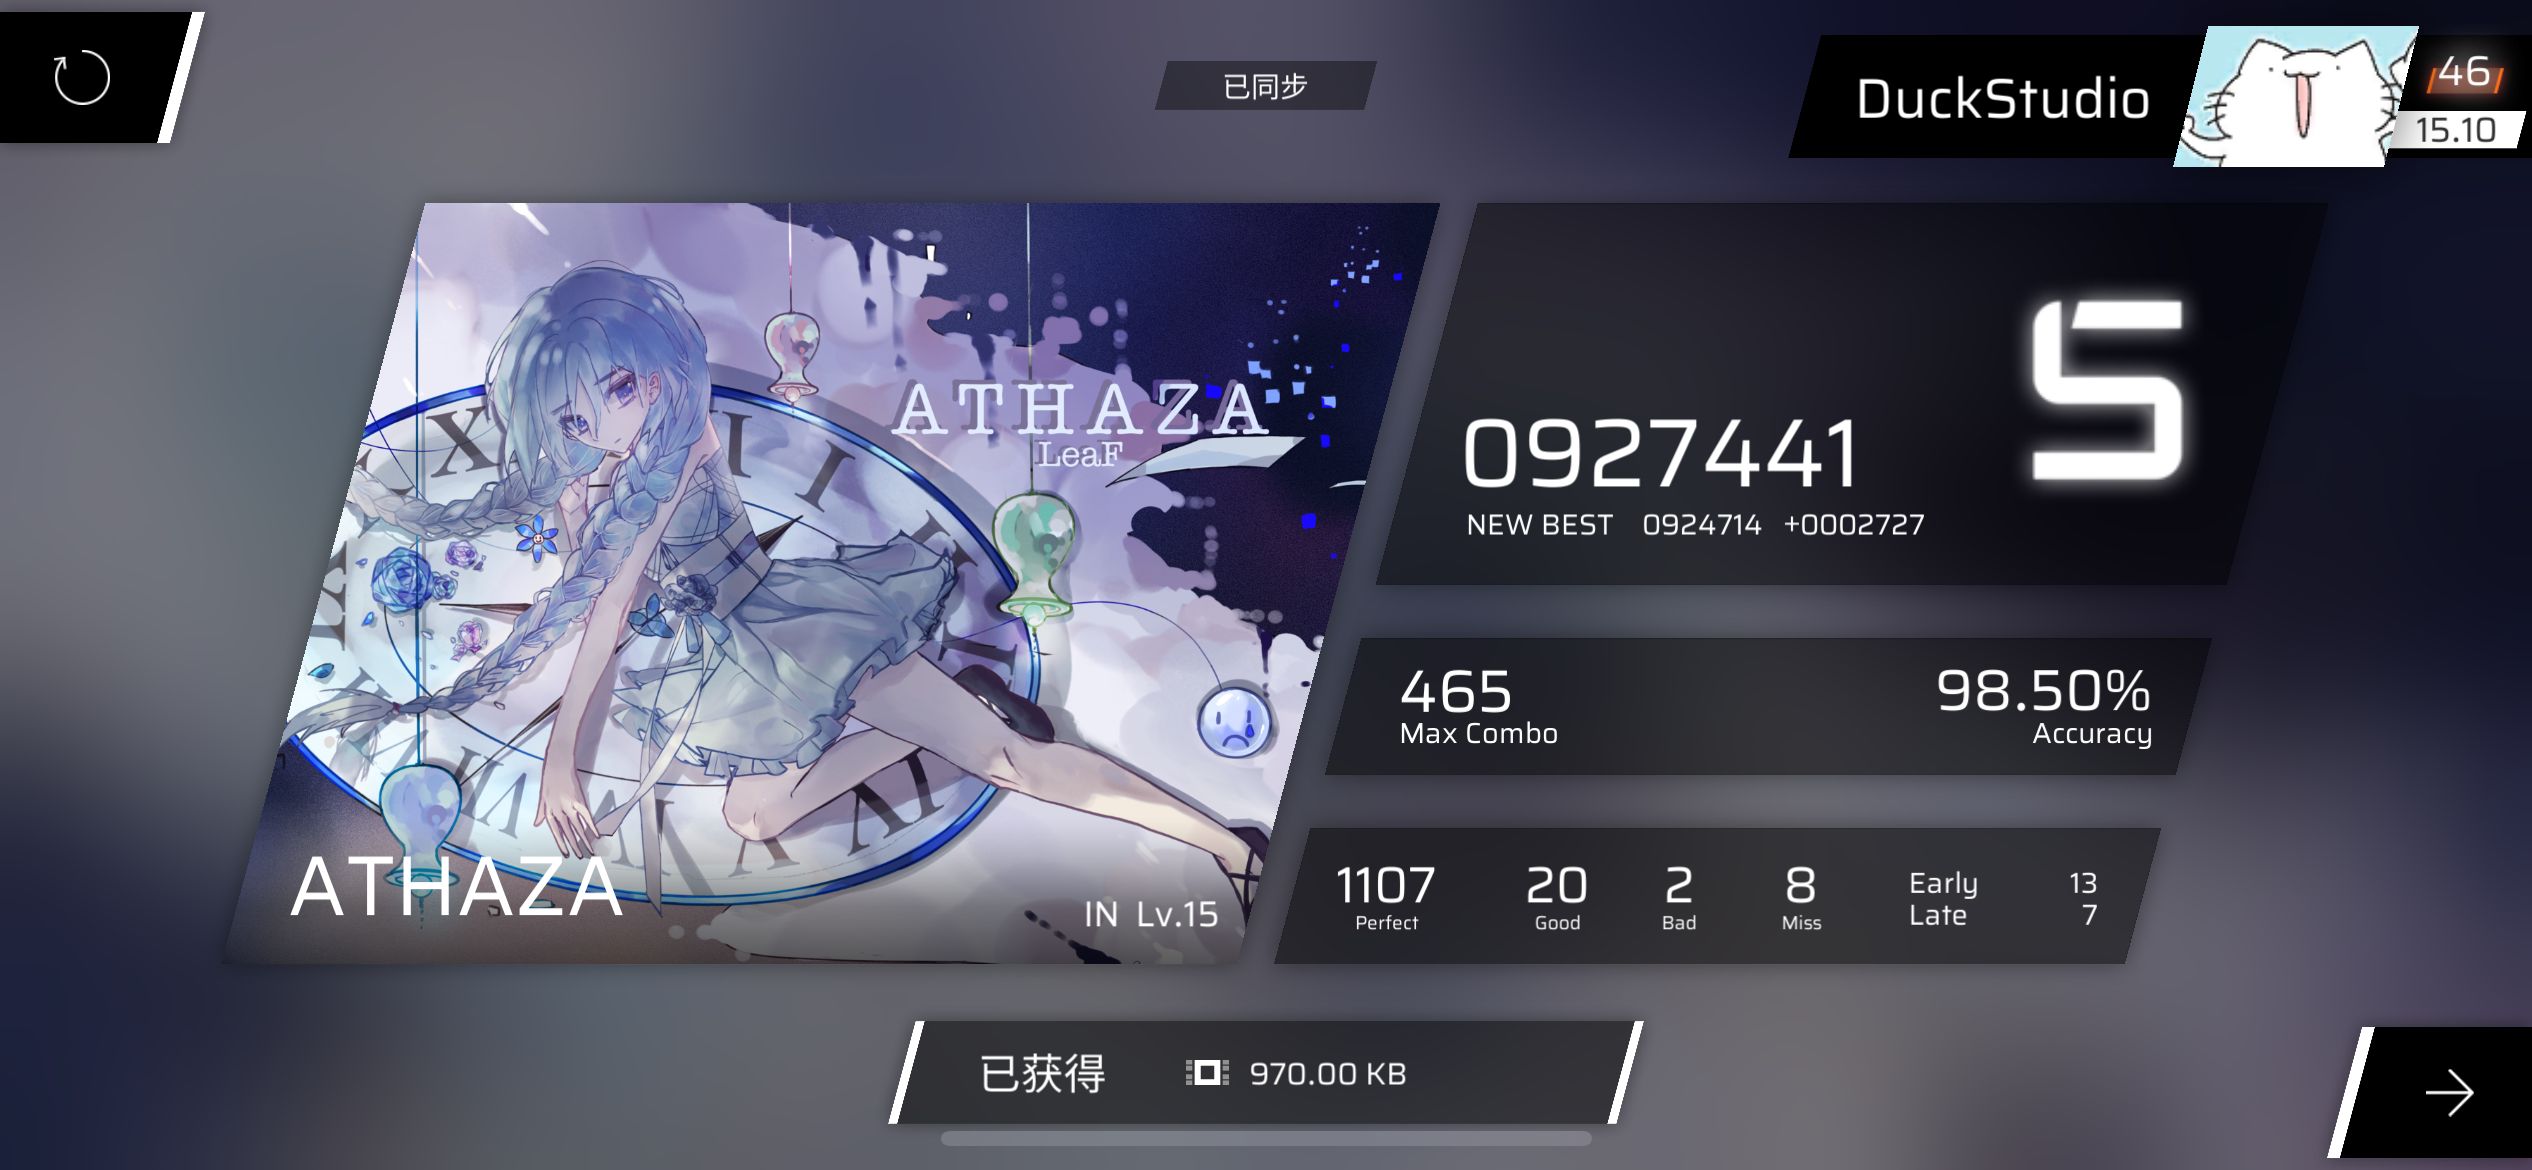 已同步
DuckStudio
46
15.10
ATHAZA
LeaF
ATHAZA
IN Lv.15
S
0927441
NEW BEST 0924714 +0002727
465
Max Combo
98.50%
Accuracy
1107 20 2 8
Perfect Good Bad Miss
Early 13
Late 7
已获得 970.00 KB